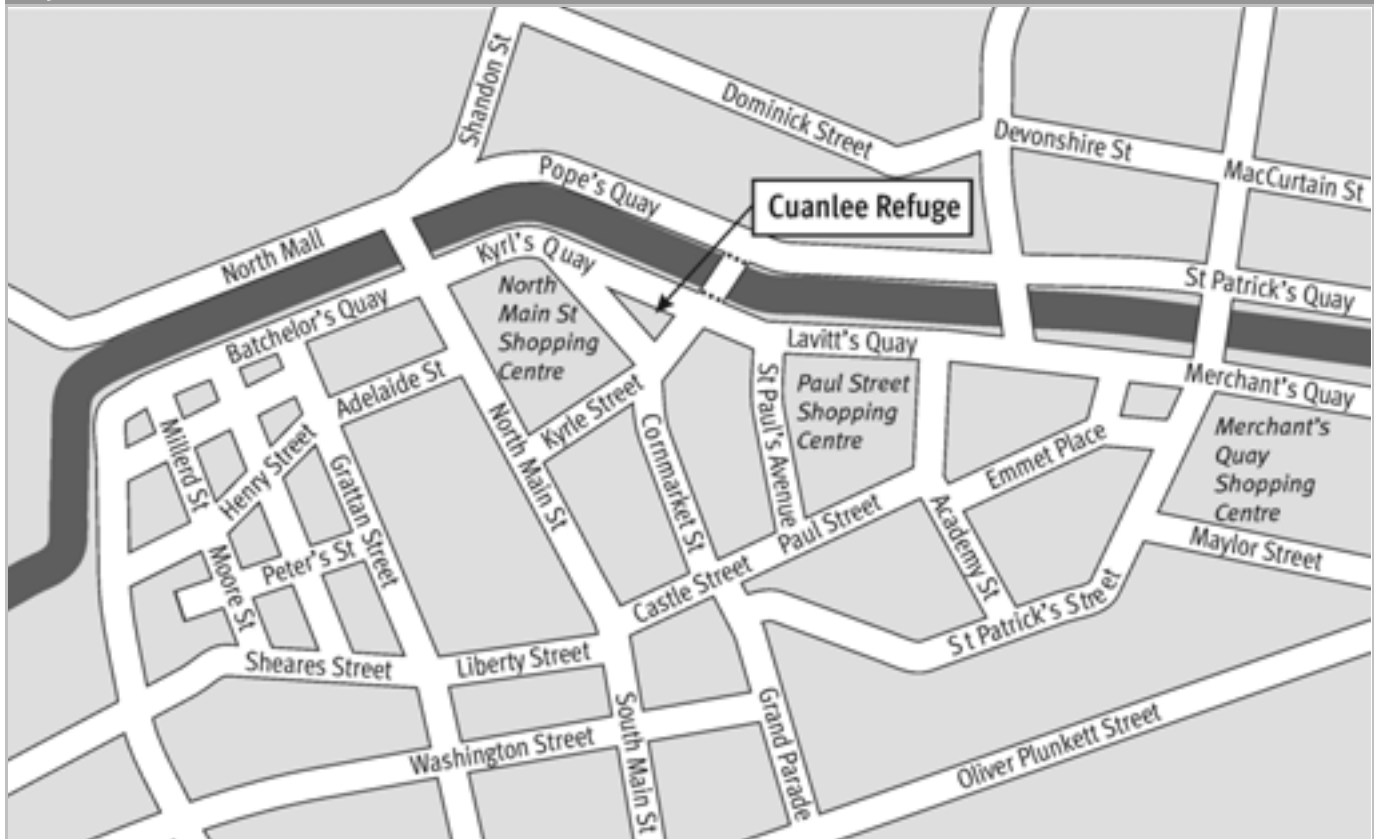 Shandon St
Dominick Street
Devonshire St
MacCurtain St
Pope's Quay
Cuanlee Refuge
North Mall
Kyrl's Quay
St Patrick's Quay
North
Main St
Shopping
Centre
Batchelor's Quay
Lavitt's Quay
Merchant's Quay
Adelaide St
St Paul's Avenue
Paul Street
Shopping
Centre
Merchant's
Quay
Shopping
Centre
Kyrle Street
North Main St
Cornmarket St
Millerd St
Henry Street
Grattan Street
Emmet Place
Paul Street
Academy St
Maylor Street
Moore St
Peter's St
Castle Street
St Patrick's Street
Sheares Street
Liberty Street
South Main St
Grand Parade
Washington Street
Oliver Plunkett Street